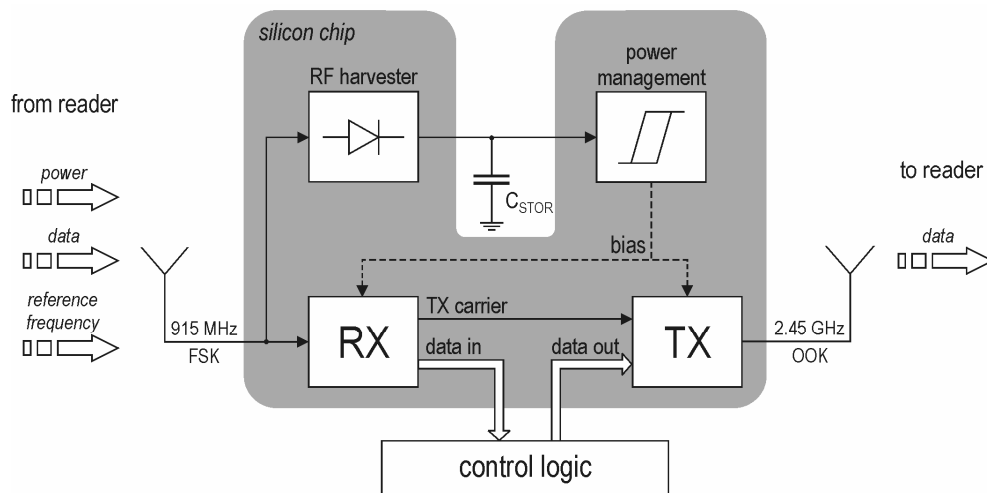 silicon chip
RF harvester
power
management
from reader
power
data
reference
frequency
C_STOR
bias
to reader
data
915 MHz
FSK
RX
TX carrier
data in
data out
TX
2.45 GHz
OOK
control logic